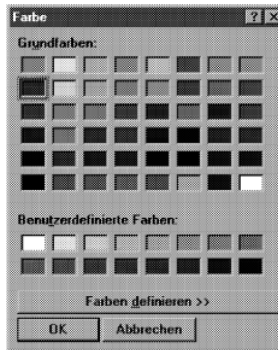 Farbe
Grundfarben:
Benutzerdefinierte Farben:
Farben definieren >>
OK Abbrechen